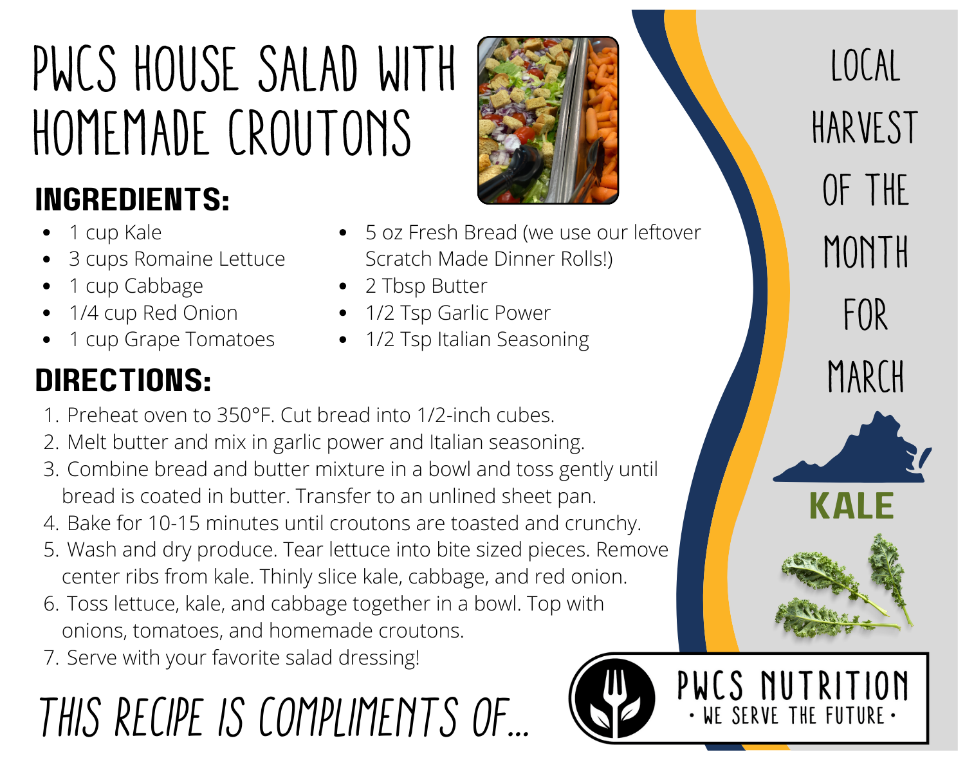 PWCS HOUSE SALAD WITH
HOMEMADE CROUTONS
INGREDIENTS:
• 1 cup Kale
• 3 cups Romaine Lettuce
• 1 cup Cabbage
• 1/4 cup Red Onion
• 1 cup Grape Tomatoes
• 5 oz Fresh Bread (we use our leftover
Scratch Made Dinner Rolls!)
• 2 Tbsp Butter
• 1/2 Tsp Garlic Power
• 1/2 Tsp Italian Seasoning
DIRECTIONS:
1. Preheat oven to 350°F. Cut bread into 1/2-inch cubes.
2. Melt butter and mix in garlic power and Italian seasoning.
3. Combine bread and butter mixture in a bowl and toss gently until
bread is coated in butter. Transfer to an unlined sheet pan.
4. Bake for 10-15 minutes until croutons are toasted and crunchy.
5. Wash and dry produce. Tear lettuce into bite sized pieces. Remove
center ribs from kale. Thinly slice kale, cabbage, and red onion.
6. Toss lettuce, kale, and cabbage together in a bowl. Top with
onions, tomatoes, and homemade croutons.
7. Serve with your favorite salad dressing!
THIS RECIPE IS COMPLIMENTS OF...
LOCAL
HARVEST
OF THE
MONTH
FOR
MARCH
KALE
PWCS NUTRITION
• WE SERVE THE FUTURE •